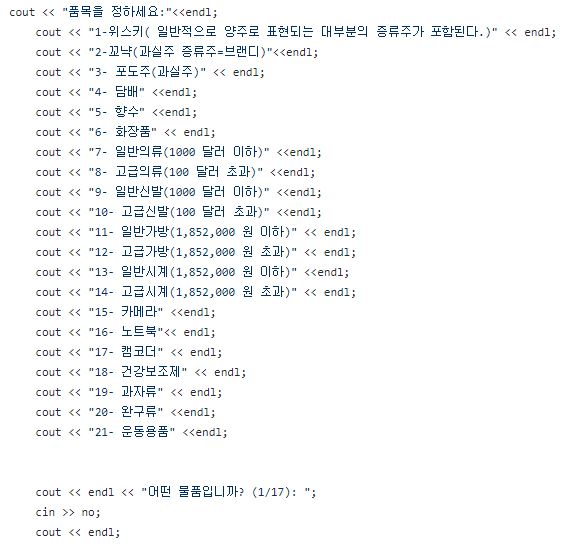 cout << "품목을 정하세요:"<<endl;
cout << "1-위스키( 일반적으로 양주로 표현되는 대부분의 증류주가 포함된다.)" << endl;
cout << "2-꼬냑(과실주 증류주=브랜디)"<<endl;
cout << "3- 포도주(과실주)" << endl;
cout << "4- 담배" <<endl;
cout << "5- 향수" <<endl;
cout << "6- 화장품" << endl;
cout << "7- 일반의류(1000 달러 이하)" <<endl;
cout << "8- 고급의류(100 달러 초과)" <<endl;
cout << "9- 일반신발(1000 달러 이하)" <<endl;
cout << "10- 고급신발(100 달러 초과)" <<endl;
cout << "11- 일반가방(1,852,000 원 이하)" << endl;
cout << "12- 고급가방(1,852,000 원 초과)" << endl;
cout << "13- 일반시계(1,852,000 원 이하)" <<endl;
cout << "14- 고급시계(1,852,000 원 초과)" << endl;
cout << "15- 카메라" <<endl;
cout << "16- 노트북"<< endl;
cout << "17- 캠코더" << endl;
cout << "18- 건강보조제" << endl;
cout << "19- 과자류" << endl;
cout << "20- 완구류" <<endl;
cout << "21- 운동용품" <<endl;
cout << endl << "어떤 물품입니까? (1/17): ";
cin >> no;
cout << endl;